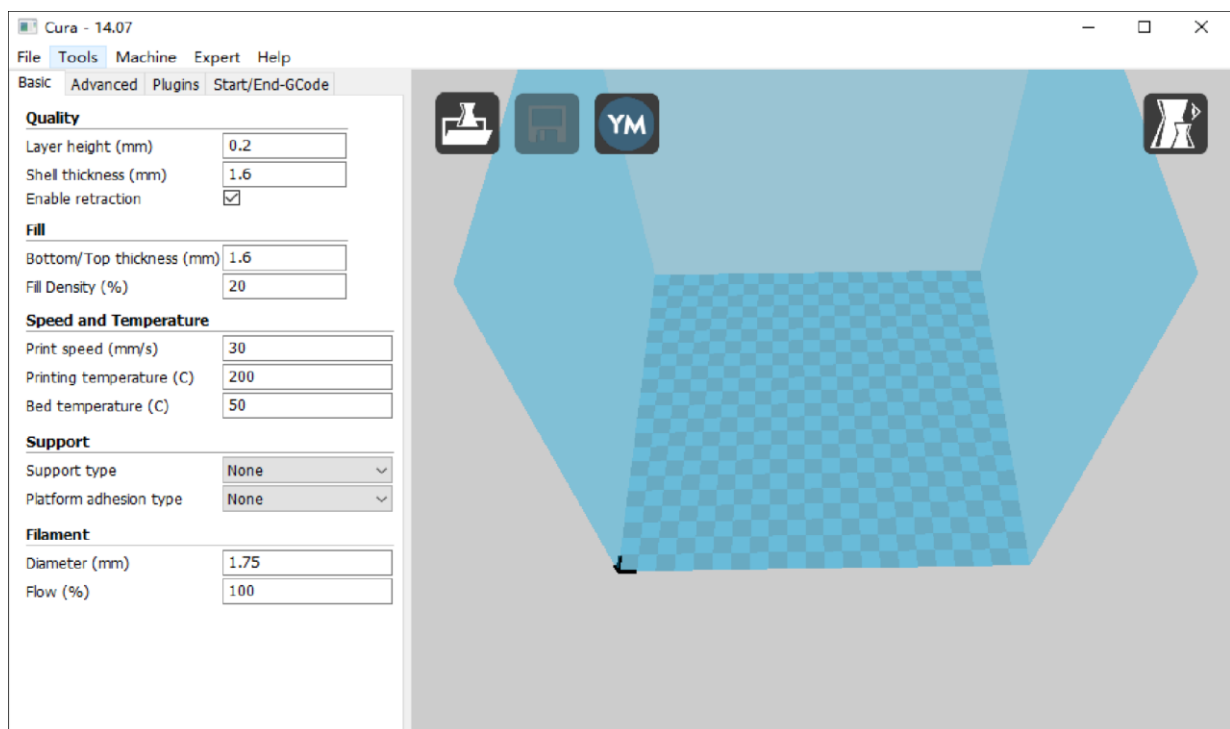 Cura - 14.07
File Tools Machine Expert Help
Basic Advanced Plugins Start/End-GCode
Quality
Layer height (mm) 0.2
Shell thickness (mm) 1.6
Enable retraction
Fill
Bottom/Top thickness (mm) 1.6
Fill Density (%) 20
Speed and Temperature
Print speed (mm/s) 30
Printing temperature (C) 200
Bed temperature (C) 50
Support
Support type None
Platform adhesion type None
Filament
Diameter (mm) 1.75
Flow (%) 100
YM